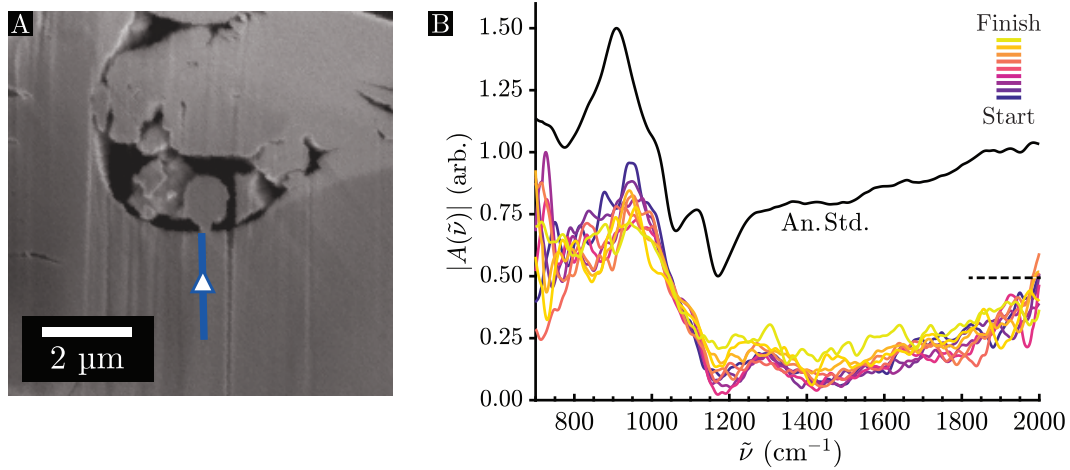 A
2 μm
B
|A(ν̃)| (arb.)
1.50
1.25
1.00
0.75
0.50
0.25
0.00
Finish
Start
An. Std.
800 1000 1200 1400 1600 1800 2000
ν̃ (cm⁻¹)